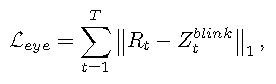 $$\mathcal{L}_{eye} = \sum_{t=1}^{T} \left\| R_t - Z_t^{blink} \right\|_1 ,$$